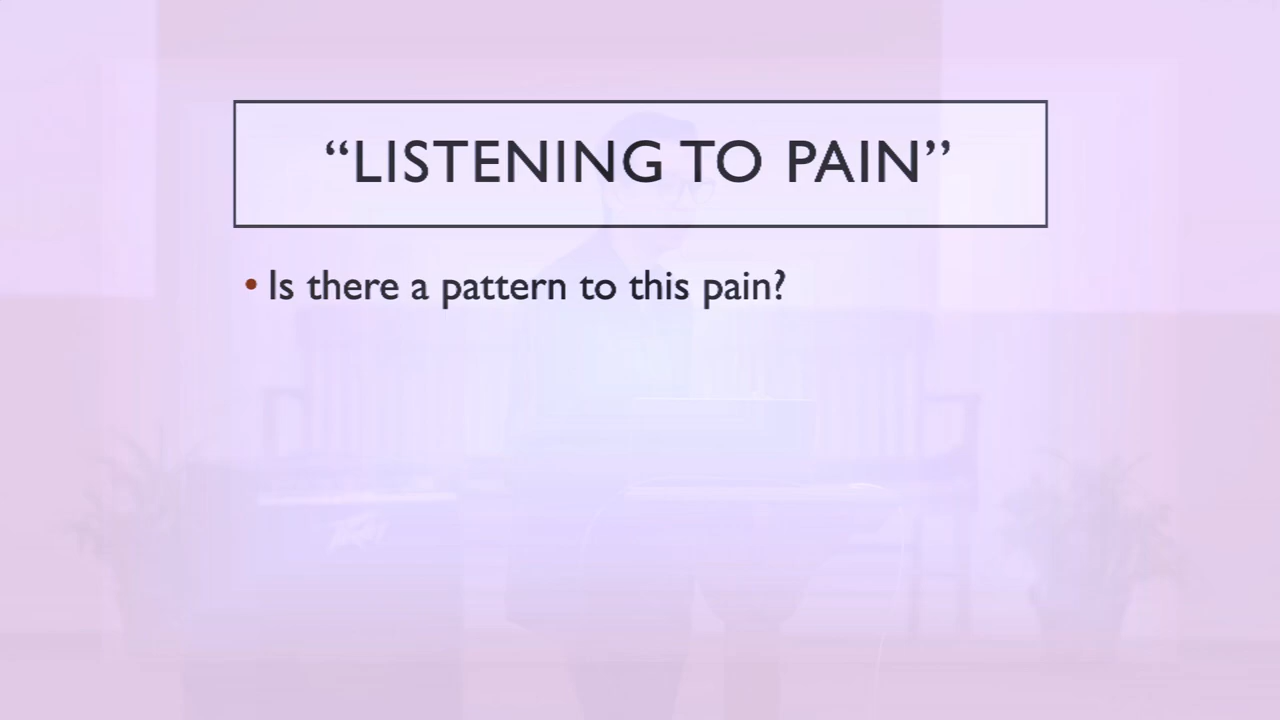 “LISTENING TO PAIN”
• Is there a pattern to this pain?